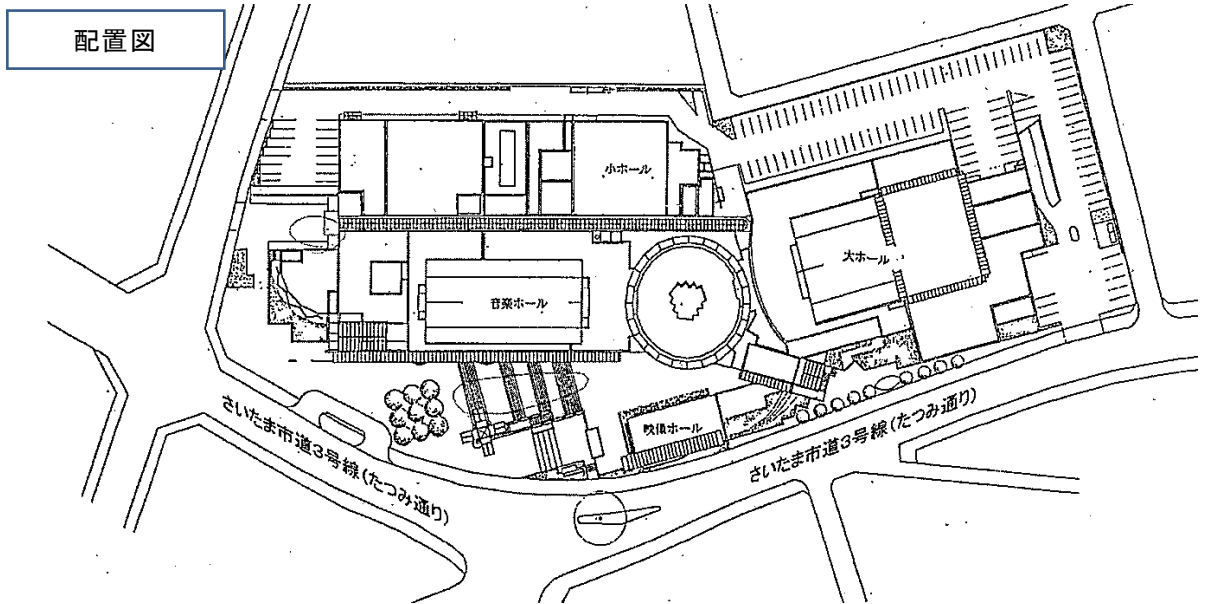 配置図
小ホール
大ホール
音楽ホール
映像ホール
さいたま市道3号線(たつみ通り)
さいたま市道3号線(たつみ通り)